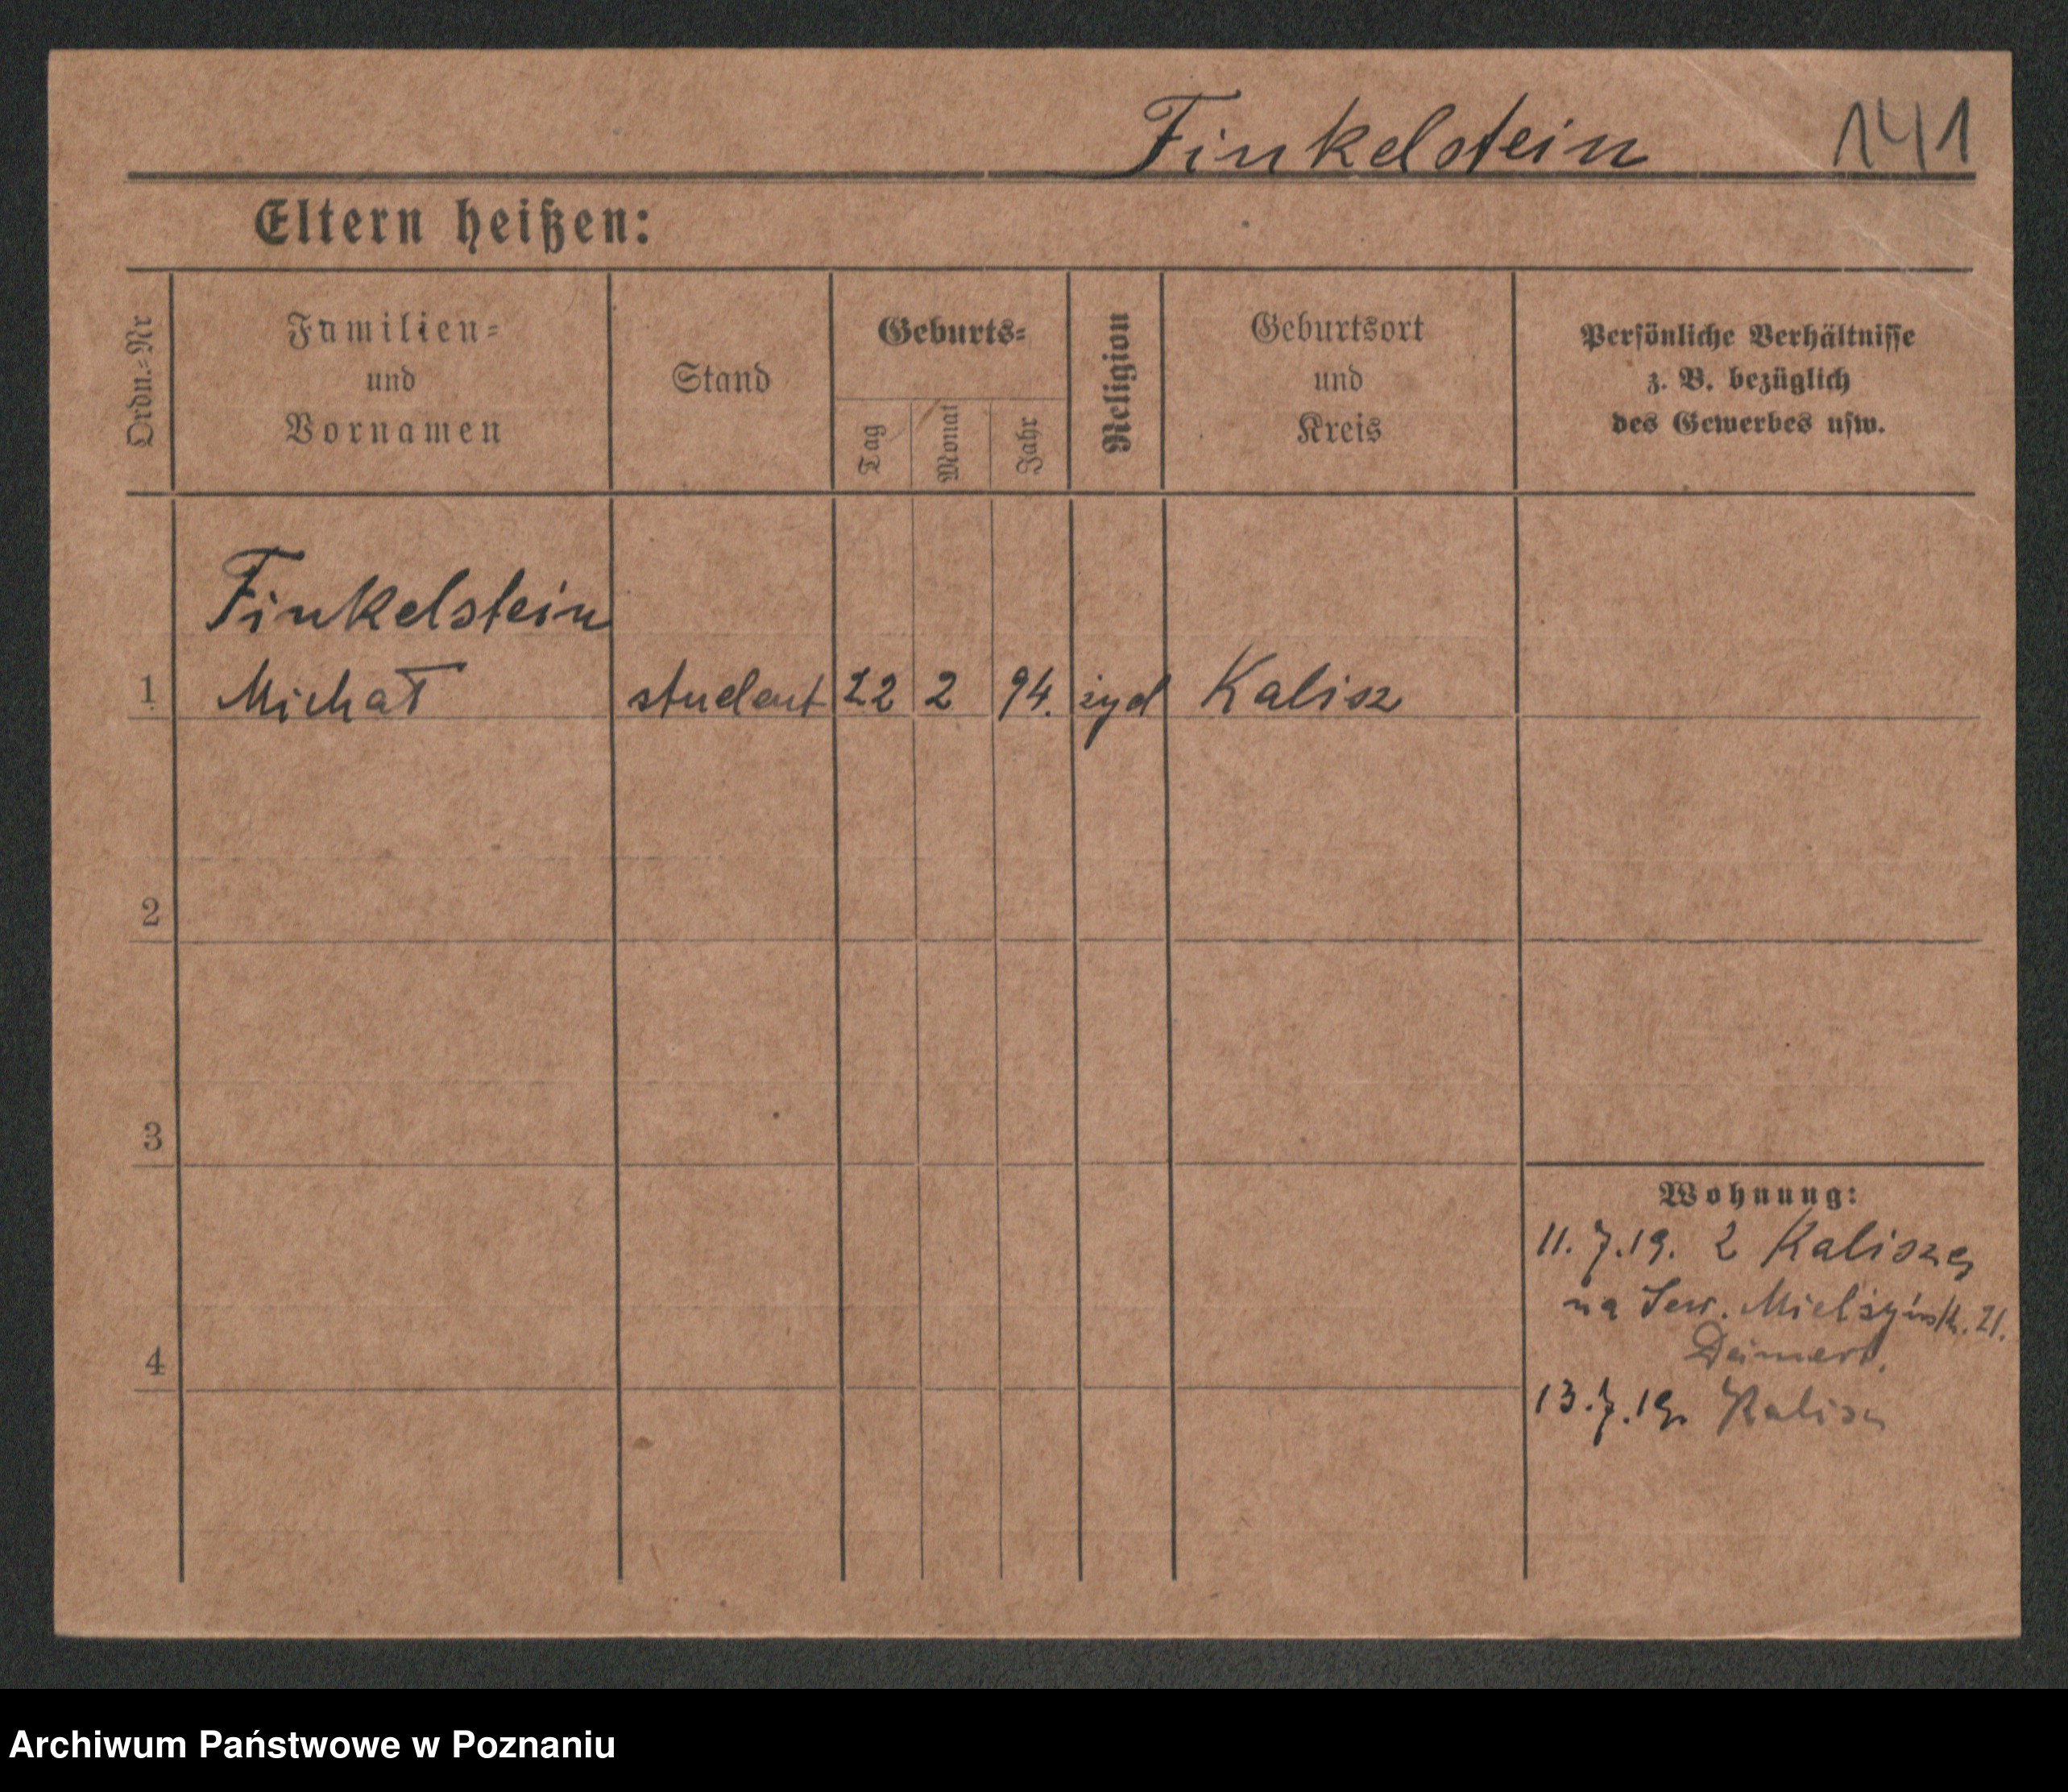 Finkelstein 141
Eltern heißen:
Ordn.-Nr
Familien-
und
Vornamen
Stand
Geburts-
Tag
Monat
Jahr
Religion
Geburtsort
und
Kreis
Persönliche Verhältnisse
z. B. bezüglich
des Gewerbes usw.
Finkelstein
1 Michał student 22 2 94. żyd Kalisz
2
3
4
Wohnung:
11.7.19. z Kalisza
na Sew. Mielżyńsk. 21.
13.7.19. Kalisz
Archiwum Państwowe w Poznaniu